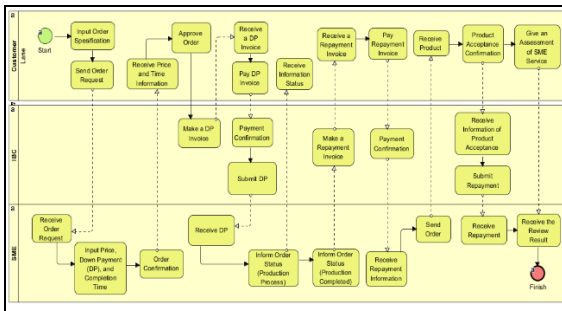 Customer
Lane
Start
Input Order
Spesification
Send Order
Request
Receive Price
and Time
Information
Approve
Order
Make a DP
Invoice
Receive
a DP
Invoice
Pay DP
Invoice
Payment
Confirmation
Submit DP
Receive
Information
Status
Receive a
Repayment
Invoice
Pay
Repayment
Invoice
Make a
Repayment
Invoice
Payment
Confirmation
Receive
Product
Product
Acceptance
Confirmation
Give an
Assessment
of SME
Service
IBC
Receive
Information of
Product
Acceptance
Submit
Repayment
SME
Receive
Order
Request
Input Price,
Down Payment
(DP), and
Completion
Time
Order
Confirmation
Receive DP
Inform Order
Status
(Production
Process)
Inform Order
Status
(Production
Completed)
Receive
Repayment
Information
Send
Order
Receive
Repayment
Receive the
Review
Result
Finish